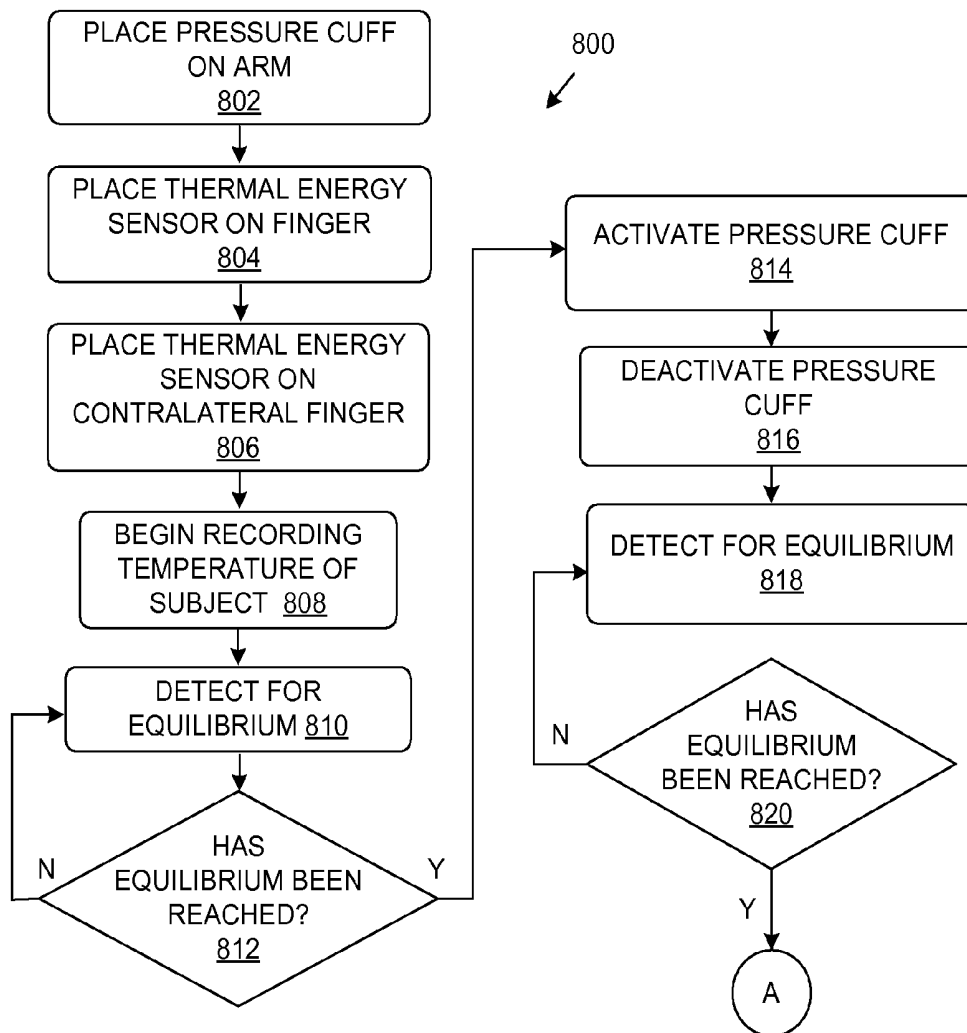 PLACE PRESSURE CUFF
ON ARM
802
800
PLACE THERMAL ENERGY
SENSOR ON FINGER
804
PLACE THERMAL ENERGY
SENSOR ON
CONTRALATERAL FINGER
806
BEGIN RECORDING
TEMPERATURE OF
SUBJECT 808
DETECT FOR
EQUILIBRIUM 810
N
HAS
EQUILIBRIUM BEEN
REACHED?
812
Y
ACTIVATE PRESSURE CUFF
814
DEACTIVATE PRESSURE
CUFF
816
DETECT FOR EQUILIBRIUM
818
N
HAS
EQUILIBRIUM
BEEN REACHED?
820
Y
A